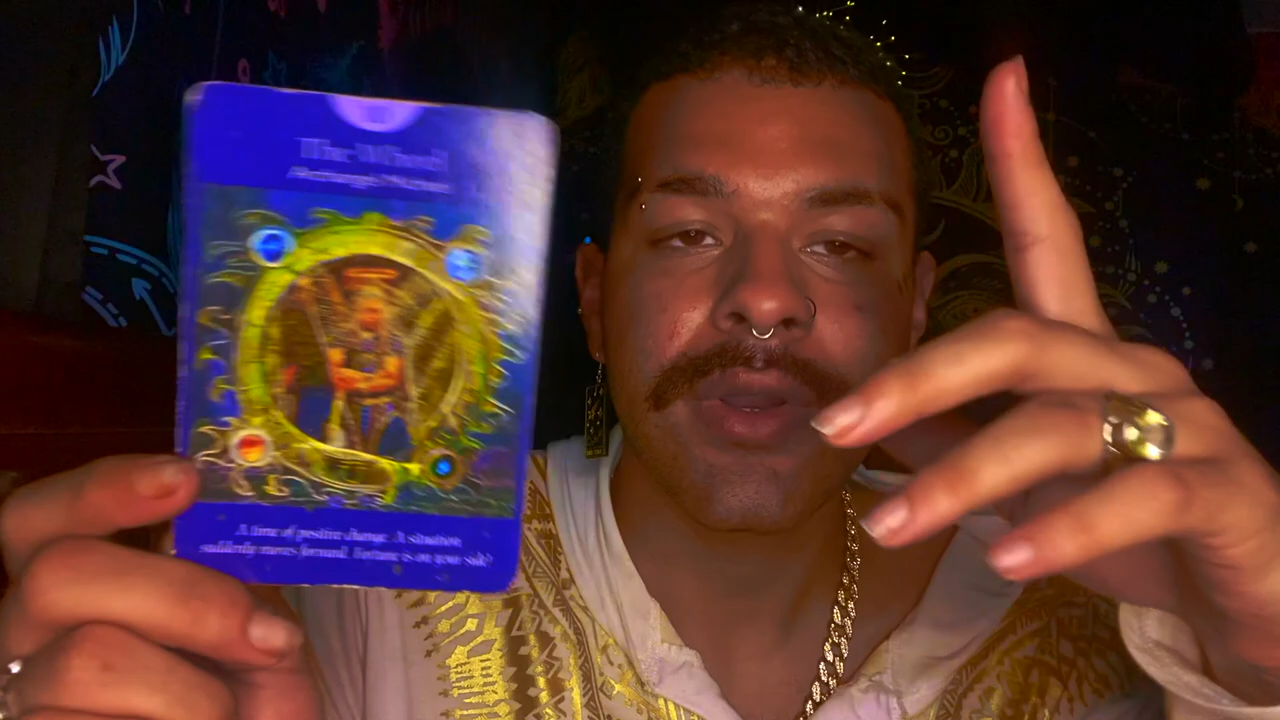 The Wheel
A time of positive change. A situation
suddenly moves forward. Fortune is on your side!